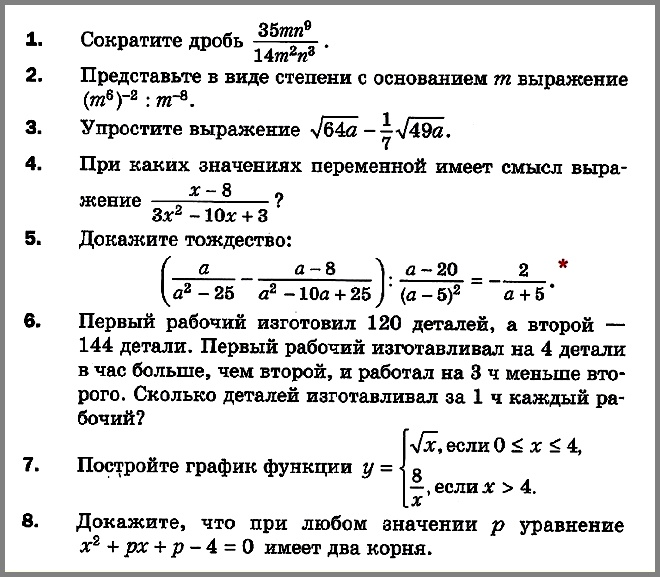 1. Сократите дробь 35mn⁹/14m²n³.
2. Представьте в виде степени с основанием m выражение
(m⁶)⁻² : m⁻⁸.
3. Упростите выражение √64a − 1/7 √49a.
4. При каких значениях переменной имеет смысл выра-
жение (x − 8)/(3x² − 10x + 3)?
5. Докажите тождество:
(a/(a² − 25) − (a − 8)/(a² − 10a + 25)) : (a − 20)/(a − 5)² = −2/(a + 5).*
6. Первый рабочий изготовил 120 деталей, а второй —
144 детали. Первый рабочий изготавливал на 4 детали
в час больше, чем второй, и работал на 3 ч меньше вто-
рого. Сколько деталей изготавливал за 1 ч каждый ра-
бочий?
7. Постройте график функции y = { √x, если 0 ≤ x ≤ 4,
8/x, если x > 4.
8. Докажите, что при любом значении p уравнение
x² + px + p − 4 = 0 имеет два корня.